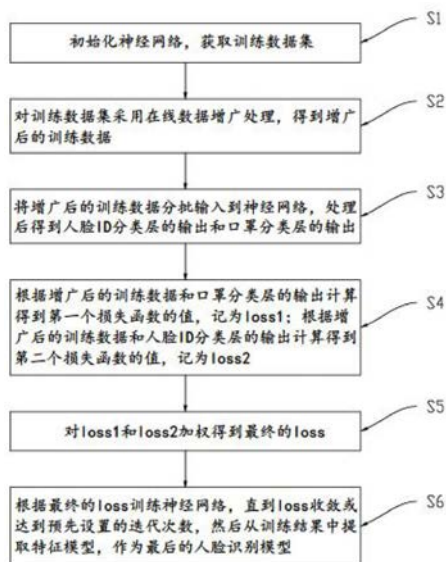 S1
初始化神经网络，获取训练数据集
S2
对训练数据集采用在线数据增广处理，得到增广
后的训练数据
S3
将增广后的训练数据分批输入到神经网络，处理
后得到人脸ID分类层的输出和口罩分类层的输出
S4
根据增广后的训练数据和口罩分类层的输出计算
得到第一个损失函数的值，记为loss1；根据增
广后的训练数据和人脸ID分类层的输出计算得到
第二个损失函数的值，记为loss2
S5
对loss1和loss2加权得到最终的loss
S6
根据最终的loss训练神经网络，直到loss收敛或
达到预先设置的迭代次数，然后从训练结果中提
取特征模型，作为最后的人脸识别模型